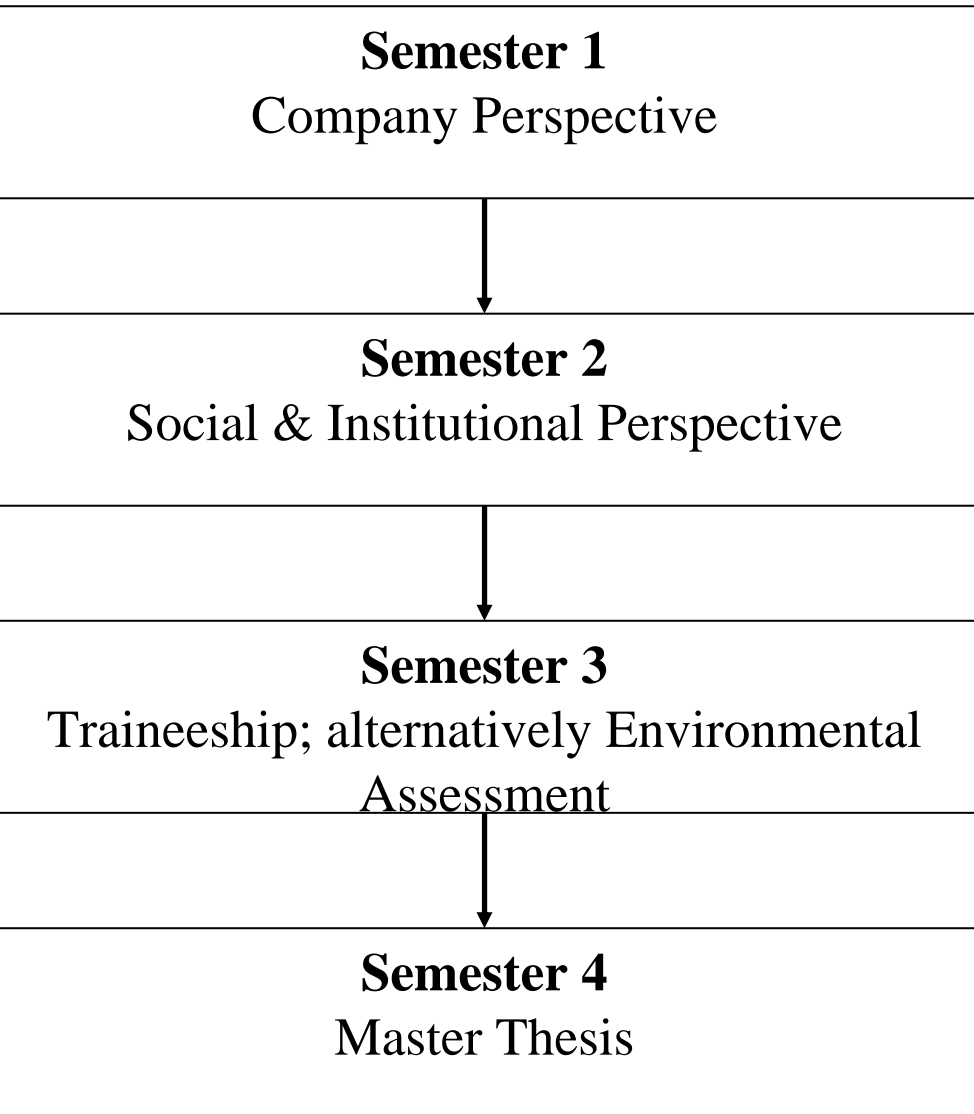 Semester 1
Company Perspective
Semester 2
Social & Institutional Perspective
Semester 3
Traineeship; alternatively Environmental
Assessment
Semester 4
Master Thesis